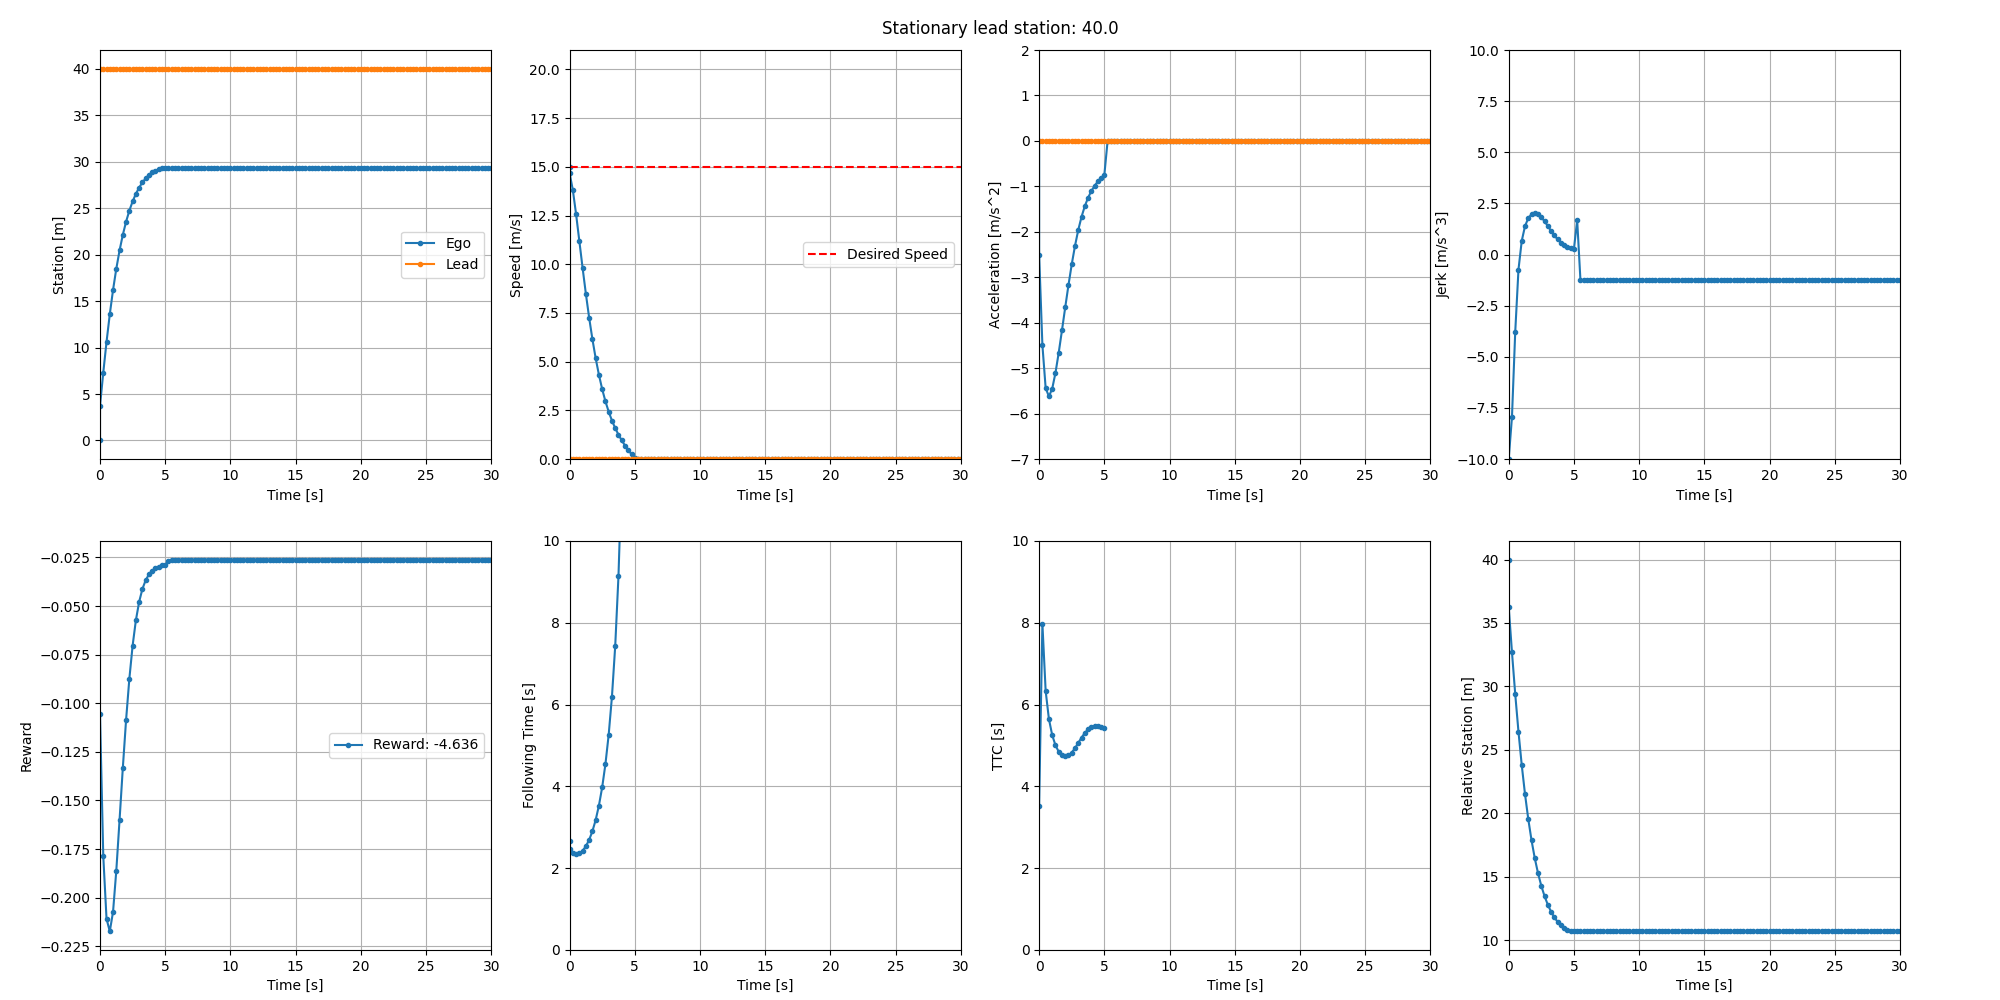 Stationary lead station: 40.0
40
35
30
25
20
15
10
5
0
Station [m]
Ego
Lead
0 5 10 15 20 25 30
Time [s]
20.0
17.5
15.0
12.5
10.0
7.5
5.0
2.5
0.0
Speed [m/s]
Desired Speed
0 5 10 15 20 25 30
Time [s]
2
1
0
−1
−2
−3
−4
−5
−6
−7
Acceleration [m/s^2]
0 5 10 15 20 25 30
Time [s]
10.0
7.5
5.0
2.5
0.0
−2.5
−5.0
−7.5
−10.0
Jerk [m/s^3]
0 5 10 15 20 25 30
Time [s]
−0.025
−0.050
−0.075
−0.100
−0.125
−0.150
−0.175
−0.200
−0.225
Reward
Reward: -4.636
0 5 10 15 20 25 30
Time [s]
10
8
6
4
2
0
Following Time [s]
0 5 10 15 20 25 30
Time [s]
10
8
6
4
2
0
TTC [s]
0 5 10 15 20 25 30
Time [s]
40
35
30
25
20
15
10
Relative Station [m]
0 5 10 15 20 25 30
Time [s]